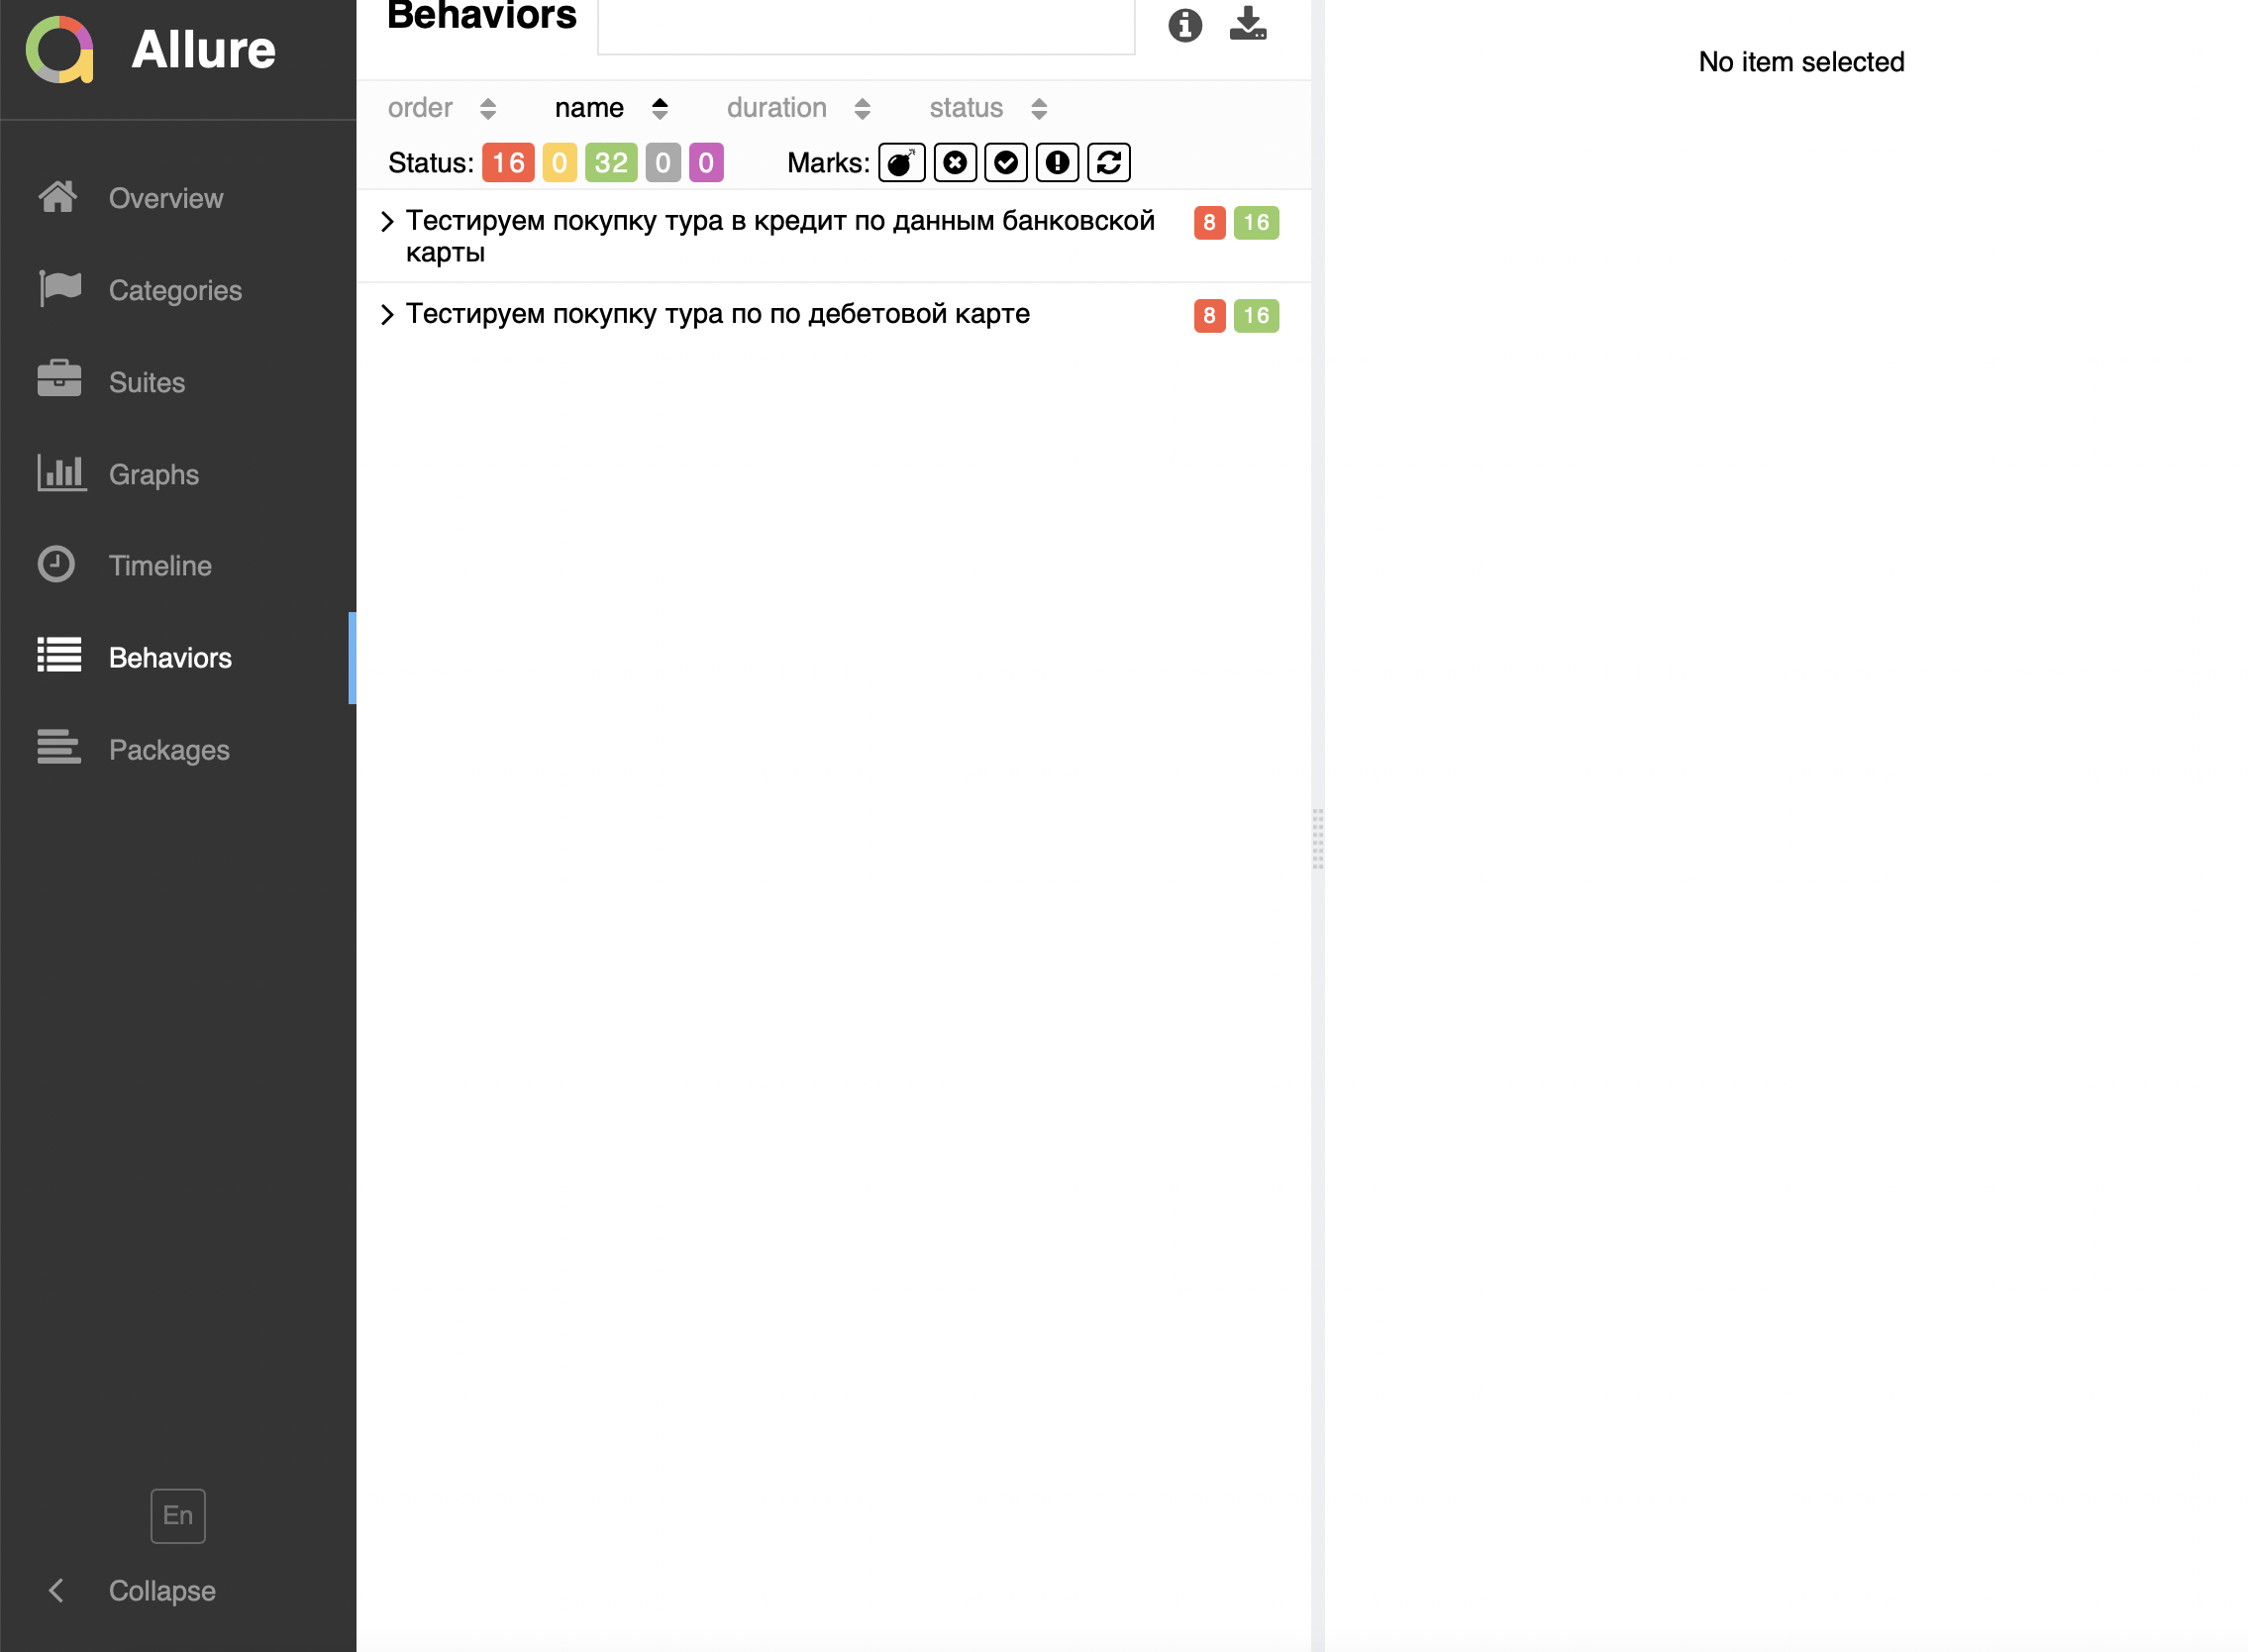 Allure
Overview
Categories
Suites
Graphs
Timeline
Behaviors
Packages
En
Collapse
Behaviors
order name duration status
Status: 16 0 32 0 0 Marks:
Тестируем покупку тура в кредит по данным банковской
карты
8 16
Тестируем покупку тура по по дебетовой карте
8 16
No item selected